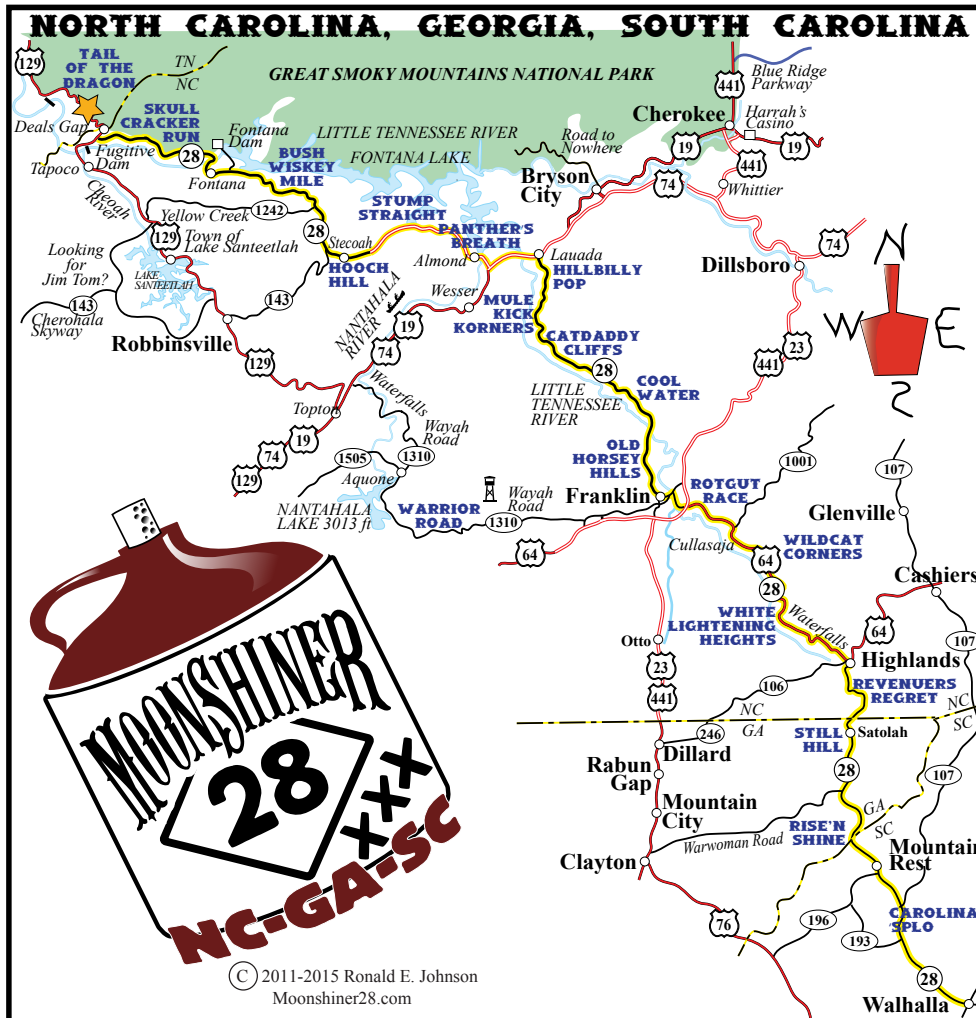 NORTH CAROLINA, GEORGIA, SOUTH CAROLINA
129
TAIL
OF THE
DRAGON
TN
NC
GREAT SMOKY MOUNTAINS NATIONAL PARK
441
Blue Ridge
Parkway
Deals Gap
SKULL
CRACKER
RUN
Fontana
Dam
LITTLE TENNESSEE RIVER
Road to
Nowhere
Cherokee
Harrah's
Casino
19
19
441
Tapoco
Fugitive
Dam
28
Fontana
BUSH
WISKEY
MILE
FONTANA LAKE
Bryson
City
74
Whittier
Cheoah
River
Yellow Creek
1242
28
STUMP
STRAIGHT
PANTHER'S
BREATH
74
129
Town of
Lake Santeetlah
Stecoah
Almond
Lauada
Dillsboro
Looking
for
Jim Tom?
LAKE
SANTEETLAH
HOOCH
HILL
HILLBILLY
POP
N
W
E
S
143
Cherohala
Skyway
143
Wesser
MULE
KICK
KORNERS
NANTAHALA
RIVER
19
74
Robbinsville
CATDADDY
CLIFFS
28
23
441
129
Waterfalls
LITTLE
TENNESSEE
RIVER
COOL
WATER
Topton
19
74
129
Wayah
Road
1310
1505
Aquone
OLD
HORSEY
HILLS
1001
107
NANTAHALA
LAKE 3013 ft
WARRIOR
ROAD
1310
Wayah
Road
Franklin
ROTGUT
RACE
Glenville
64
Cullasaja
64
WILDCAT
CORNERS
28
Cashiers
WHITE
LIGHTENING
HEIGHTS
Waterfalls
64
107
Otto
23
441
Highlands
106
REVENUERS
REGRET
NC
GA
NC
SC
246
Dillard
STILL
HILL
Satolah
Rabun
Gap
28
107
Mountain
City
GA
SC
RISE'N
SHINE
Warwoman Road
Clayton
Mountain
Rest
76
196
193
CAROLINA
'SPLO
28
Walhalla
MOONSHINER
28
XXX
NC-GA-SC
C 2011-2015 Ronald E. Johnson
Moonshiner28.com